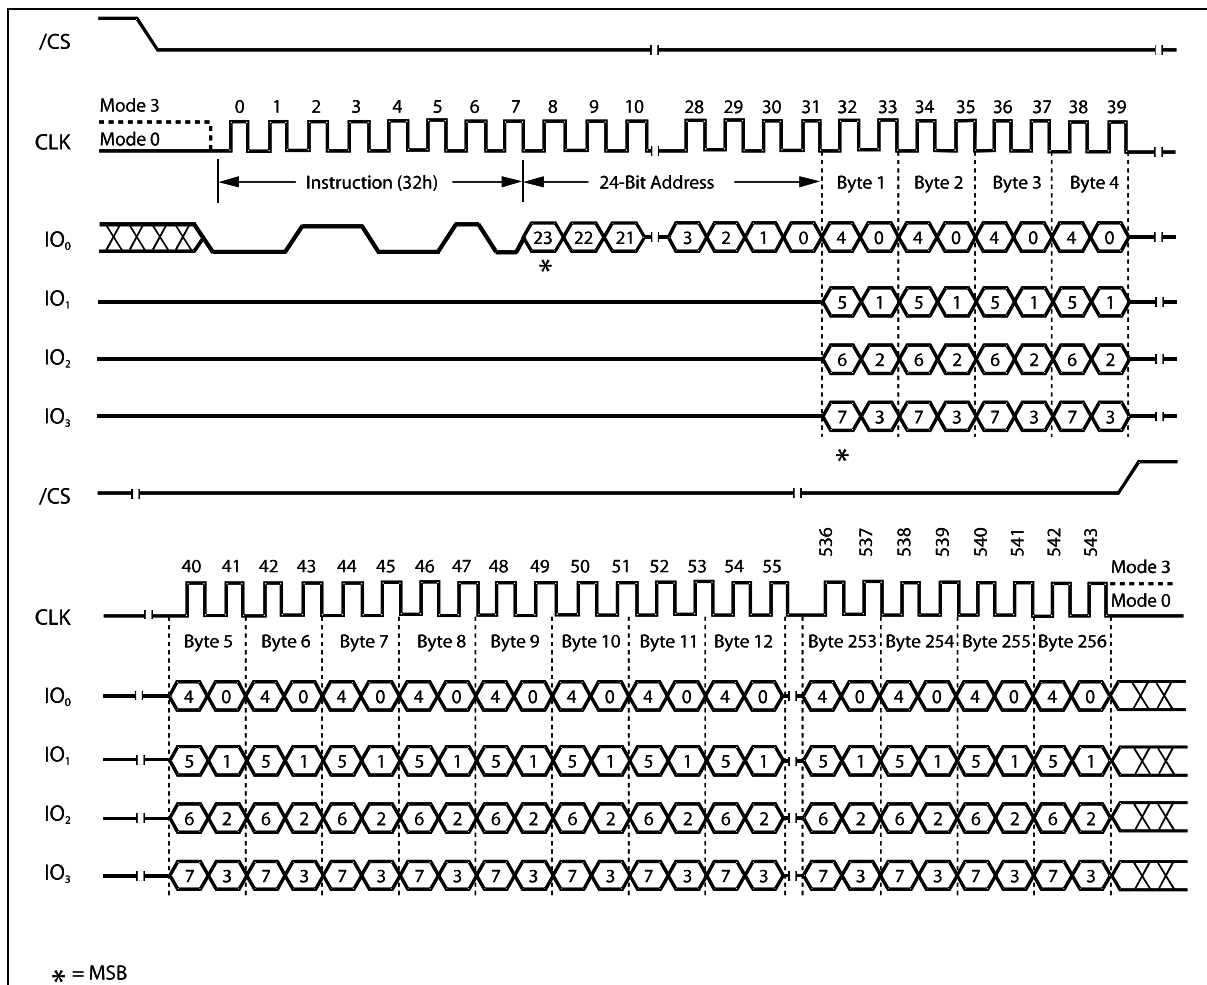 /CS
Mode 3
0 1 2 3 4 5 6 7 8 9 10 28 29 30 31 32 33 34 35 36 37 38 39
CLK
Mode 0
Instruction (32h) 24-Bit Address Byte 1 Byte 2 Byte 3 Byte 4
IO0 23 22 21 3 2 1 0 4 0 4 0 4 0 4 0
*
IO1 5 1 5 1 5 1 5 1
IO2 6 2 6 2 6 2 6 2
IO3 7 3 7 3 7 3 7 3
*
/CS
536 537 538 539 540 541 542 543
40 41 42 43 44 45 46 47 48 49 50 51 52 53 54 55 Mode 3
CLK Mode 0
Byte 5 Byte 6 Byte 7 Byte 8 Byte 9 Byte 10 Byte 11 Byte 12 Byte 253 Byte 254 Byte 255 Byte 256
IO0 4 0 4 0 4 0 4 0 4 0 4 0 4 0 4 0 4 0 4 0 4 0 4 0
IO1 5 1 5 1 5 1 5 1 5 1 5 1 5 1 5 1 5 1 5 1 5 1 5 1
IO2 6 2 6 2 6 2 6 2 6 2 6 2 6 2 6 2 6 2 6 2 6 2 6 2
IO3 7 3 7 3 7 3 7 3 7 3 7 3 7 3 7 3 7 3 7 3 7 3 7 3
* = MSB